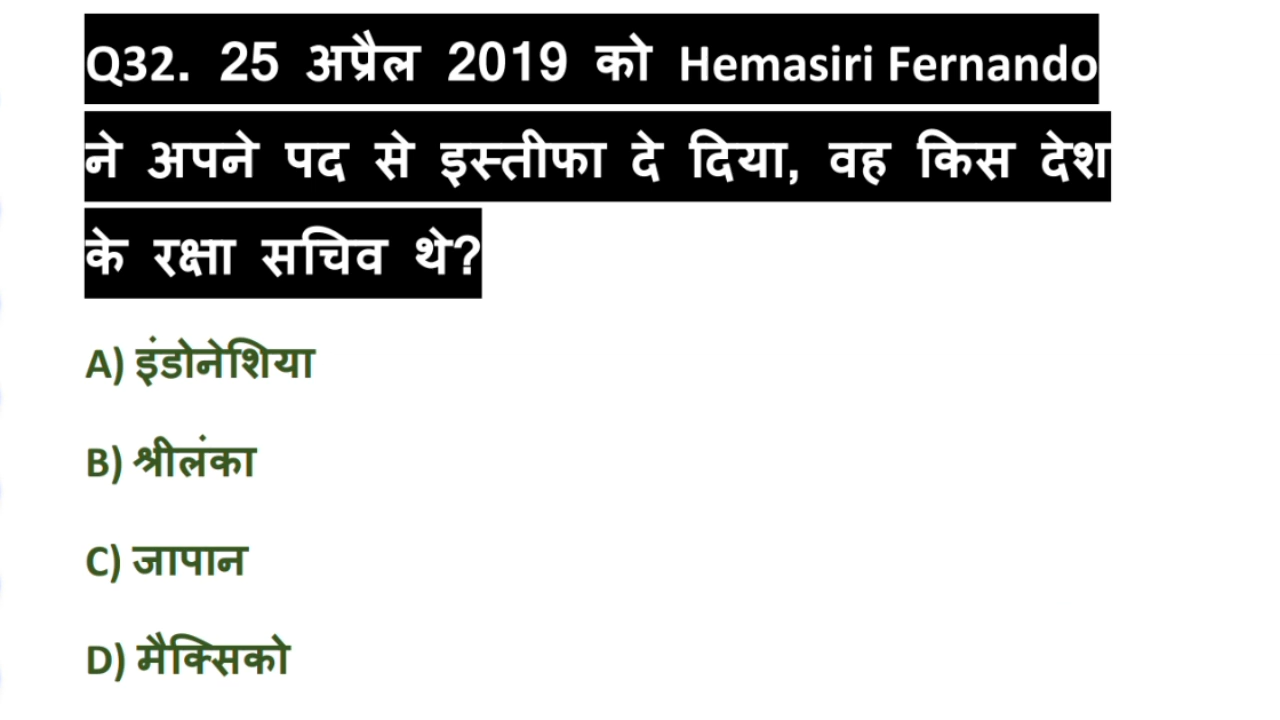 Q32. 25 अप्रैल 2019 को Hemasiri Fernando
ने अपने पद से इस्तीफा दे दिया, वह किस देश
के रक्षा सचिव थे?
A) इंडोनेशिया
B) श्रीलंका
C) जापान
D) मैक्सिको